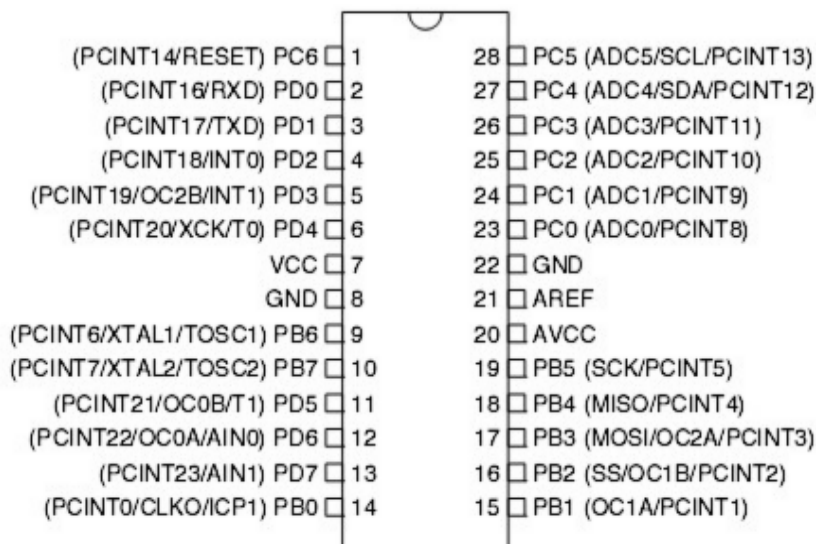 (PCINT14/RESET) PC6 1 28 PC5 (ADC5/SCL/PCINT13)
(PCINT16/RXD) PD0 2 27 PC4 (ADC4/SDA/PCINT12)
(PCINT17/TXD) PD1 3 26 PC3 (ADC3/PCINT11)
(PCINT18/INT0) PD2 4 25 PC2 (ADC2/PCINT10)
(PCINT19/OC2B/INT1) PD3 5 24 PC1 (ADC1/PCINT9)
(PCINT20/XCK/T0) PD4 6 23 PC0 (ADC0/PCINT8)
VCC 7 22 GND
GND 8 21 AREF
(PCINT6/XTAL1/TOSC1) PB6 9 20 AVCC
(PCINT7/XTAL2/TOSC2) PB7 10 19 PB5 (SCK/PCINT5)
(PCINT21/OC0B/T1) PD5 11 18 PB4 (MISO/PCINT4)
(PCINT22/OC0A/AIN0) PD6 12 17 PB3 (MOSI/OC2A/PCINT3)
(PCINT23/AIN1) PD7 13 16 PB2 (SS/OC1B/PCINT2)
(PCINT0/CLKO/ICP1) PB0 14 15 PB1 (OC1A/PCINT1)